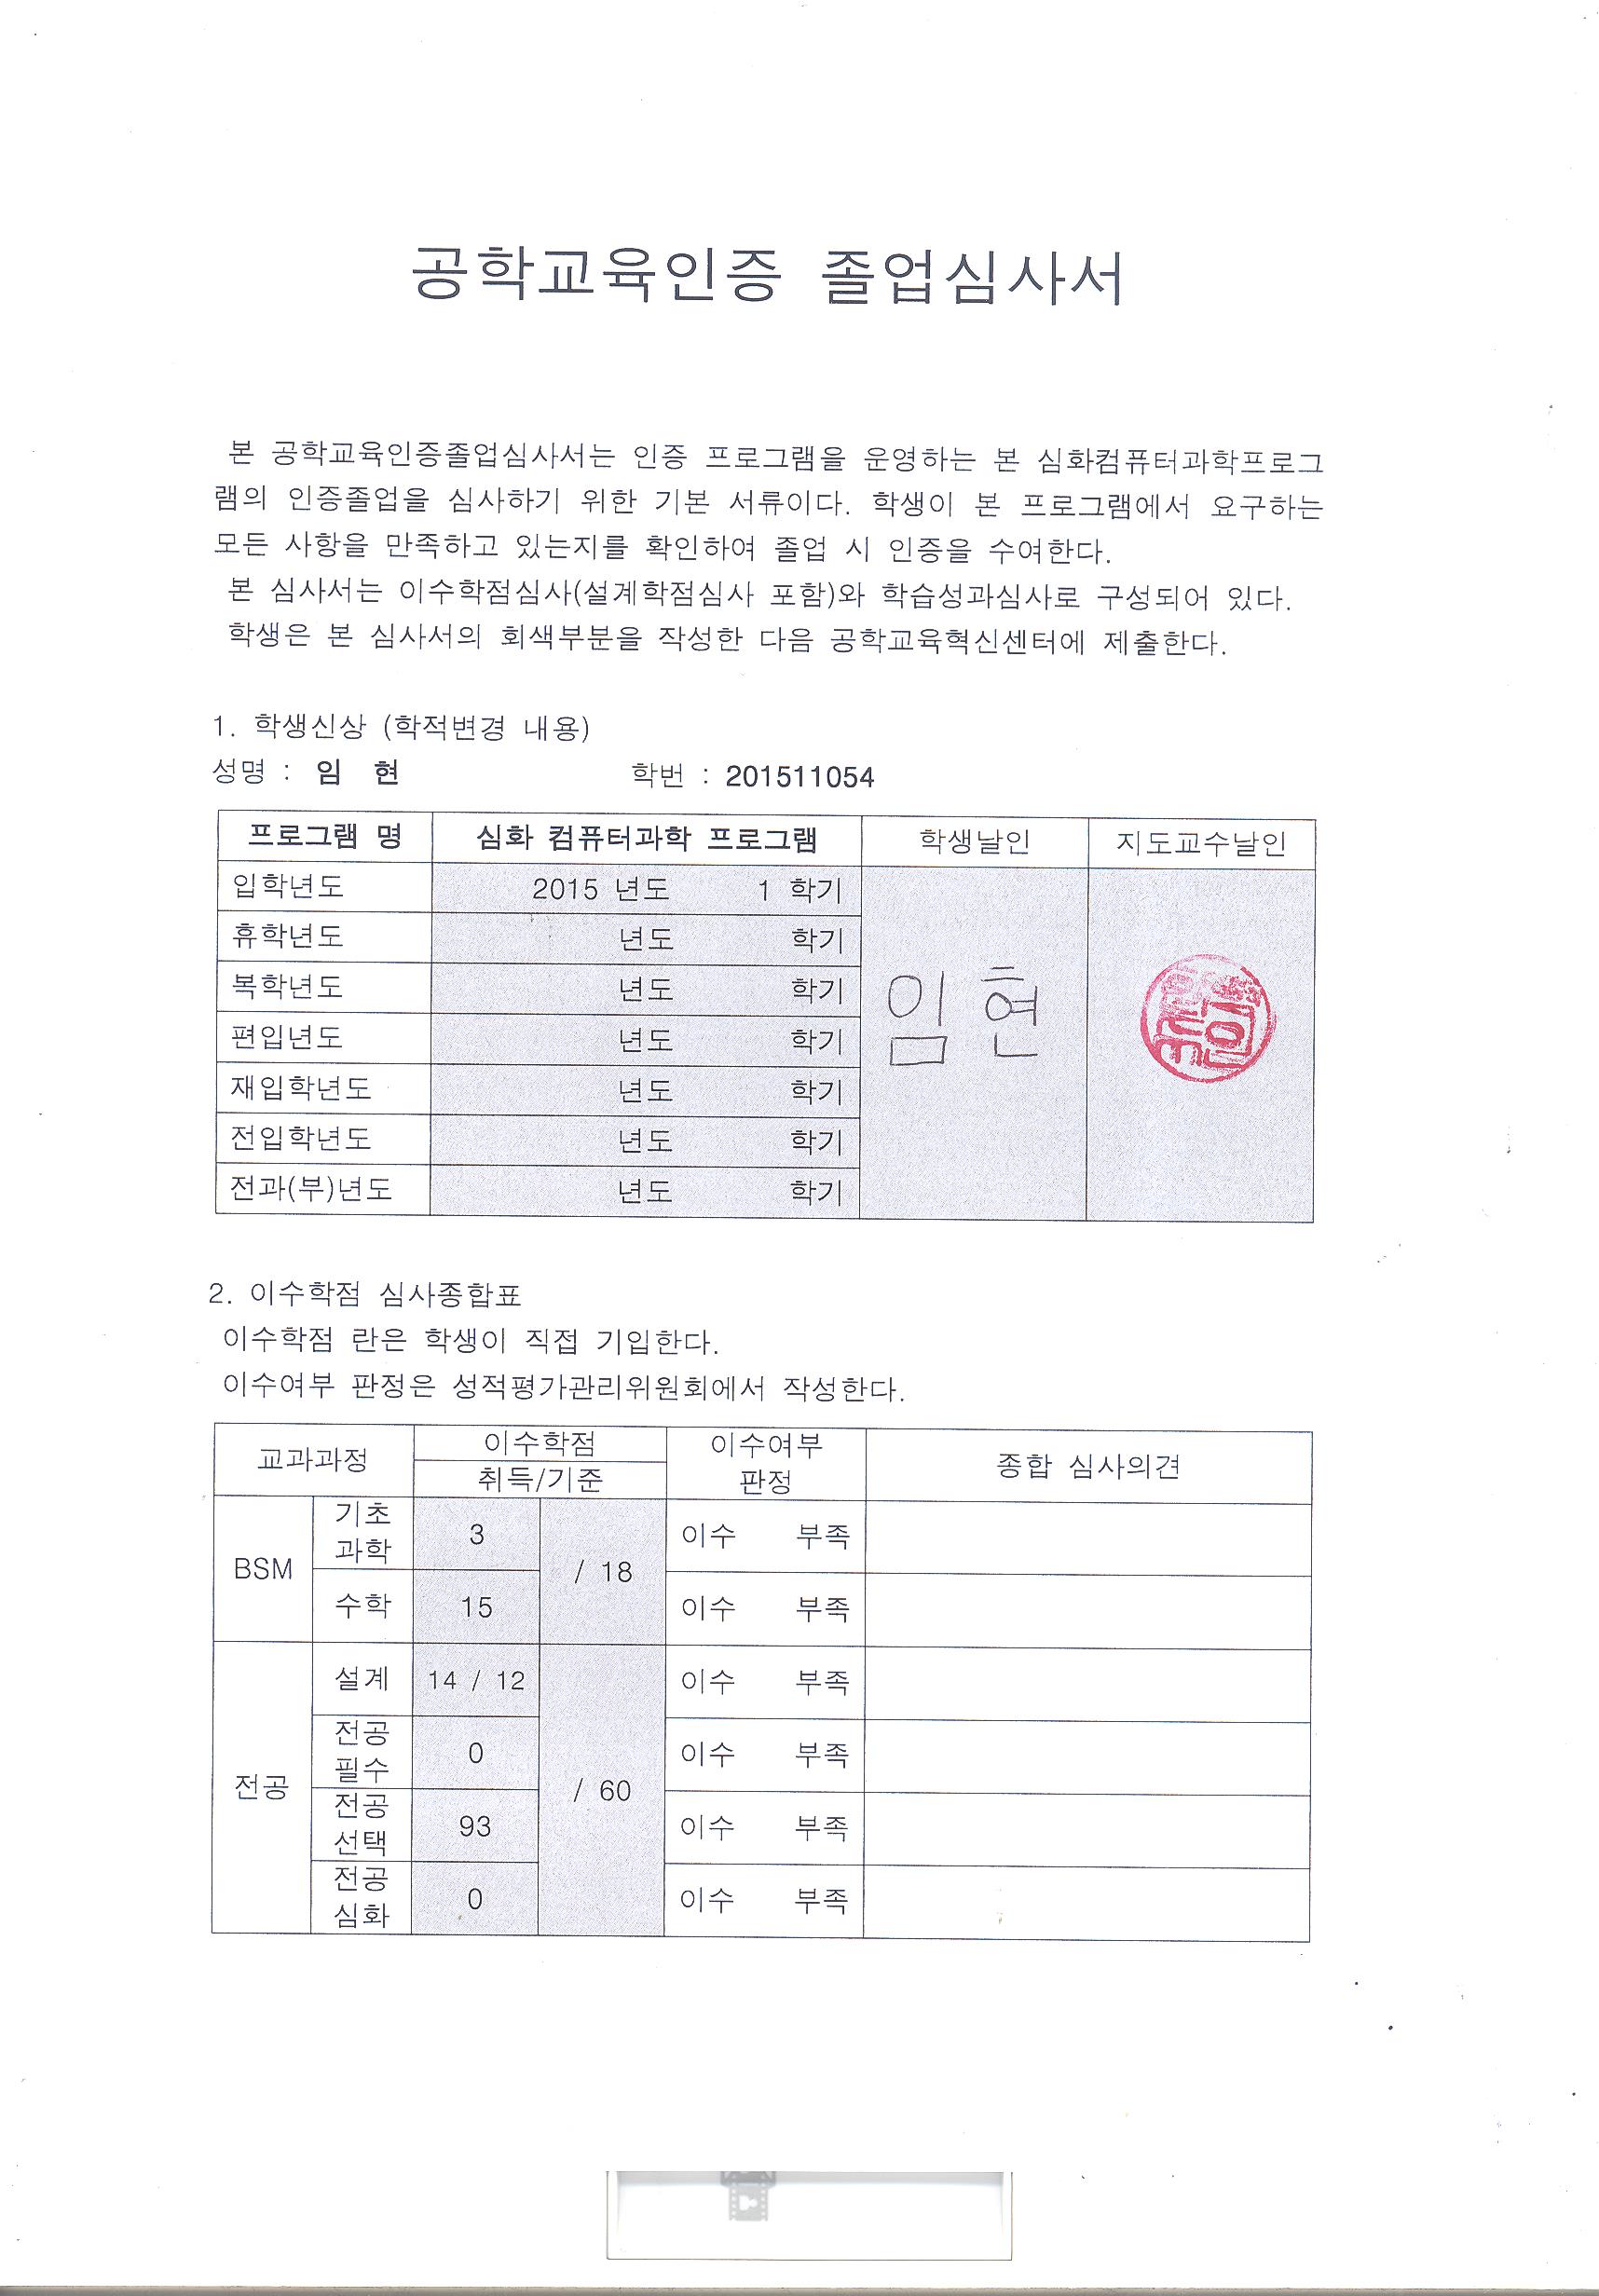 공학교육인증 졸업심사서
본 공학교육인증졸업심사서는 인증 프로그램을 운영하는 본 심화컴퓨터과학프로그
램의 인증졸업을 심사하기 위한 기본 서류이다. 학생이 본 프로그램에서 요구하는
모든 사항을 만족하고 있는지를 확인하여 졸업 시 인증을 수여한다.
본 심사서는 이수학점심사(설계학점심사 포함)와 학습성과심사로 구성되어 있다.
학생은 본 심사서의 회색부분을 작성한 다음 공학교육혁신센터에 제출한다.
1. 학생신상 (학적변경 내용)
성명 : 임 현 학번 : 201511054
프로그램 명 심화 컴퓨터과학 프로그램 학생날인 지도교수날인
입학년도 2015 년도 1 학기
휴학년도 년도 학기
복학년도 년도 학기
임 현
편입년도 년도 학기
재입학년도 년도 학기
전입학년도 년도 학기
전과(부)년도 년도 학기
2. 이수학점 심사종합표
이수학점 란은 학생이 직접 기입한다.
이수여부 판정은 성적평가관리위원회에서 작성한다.
교과과정 이수학점 이수여부 종합 심사의견
취득/기준 판정
기초
과학 3 이수 부족
BSM / 18
수학 15 이수 부족
설계 14 / 12 이수 부족
전공
필수 0 이수 부족
전공 / 60
전공
선택 93 이수 부족
전공
심화 0 이수 부족